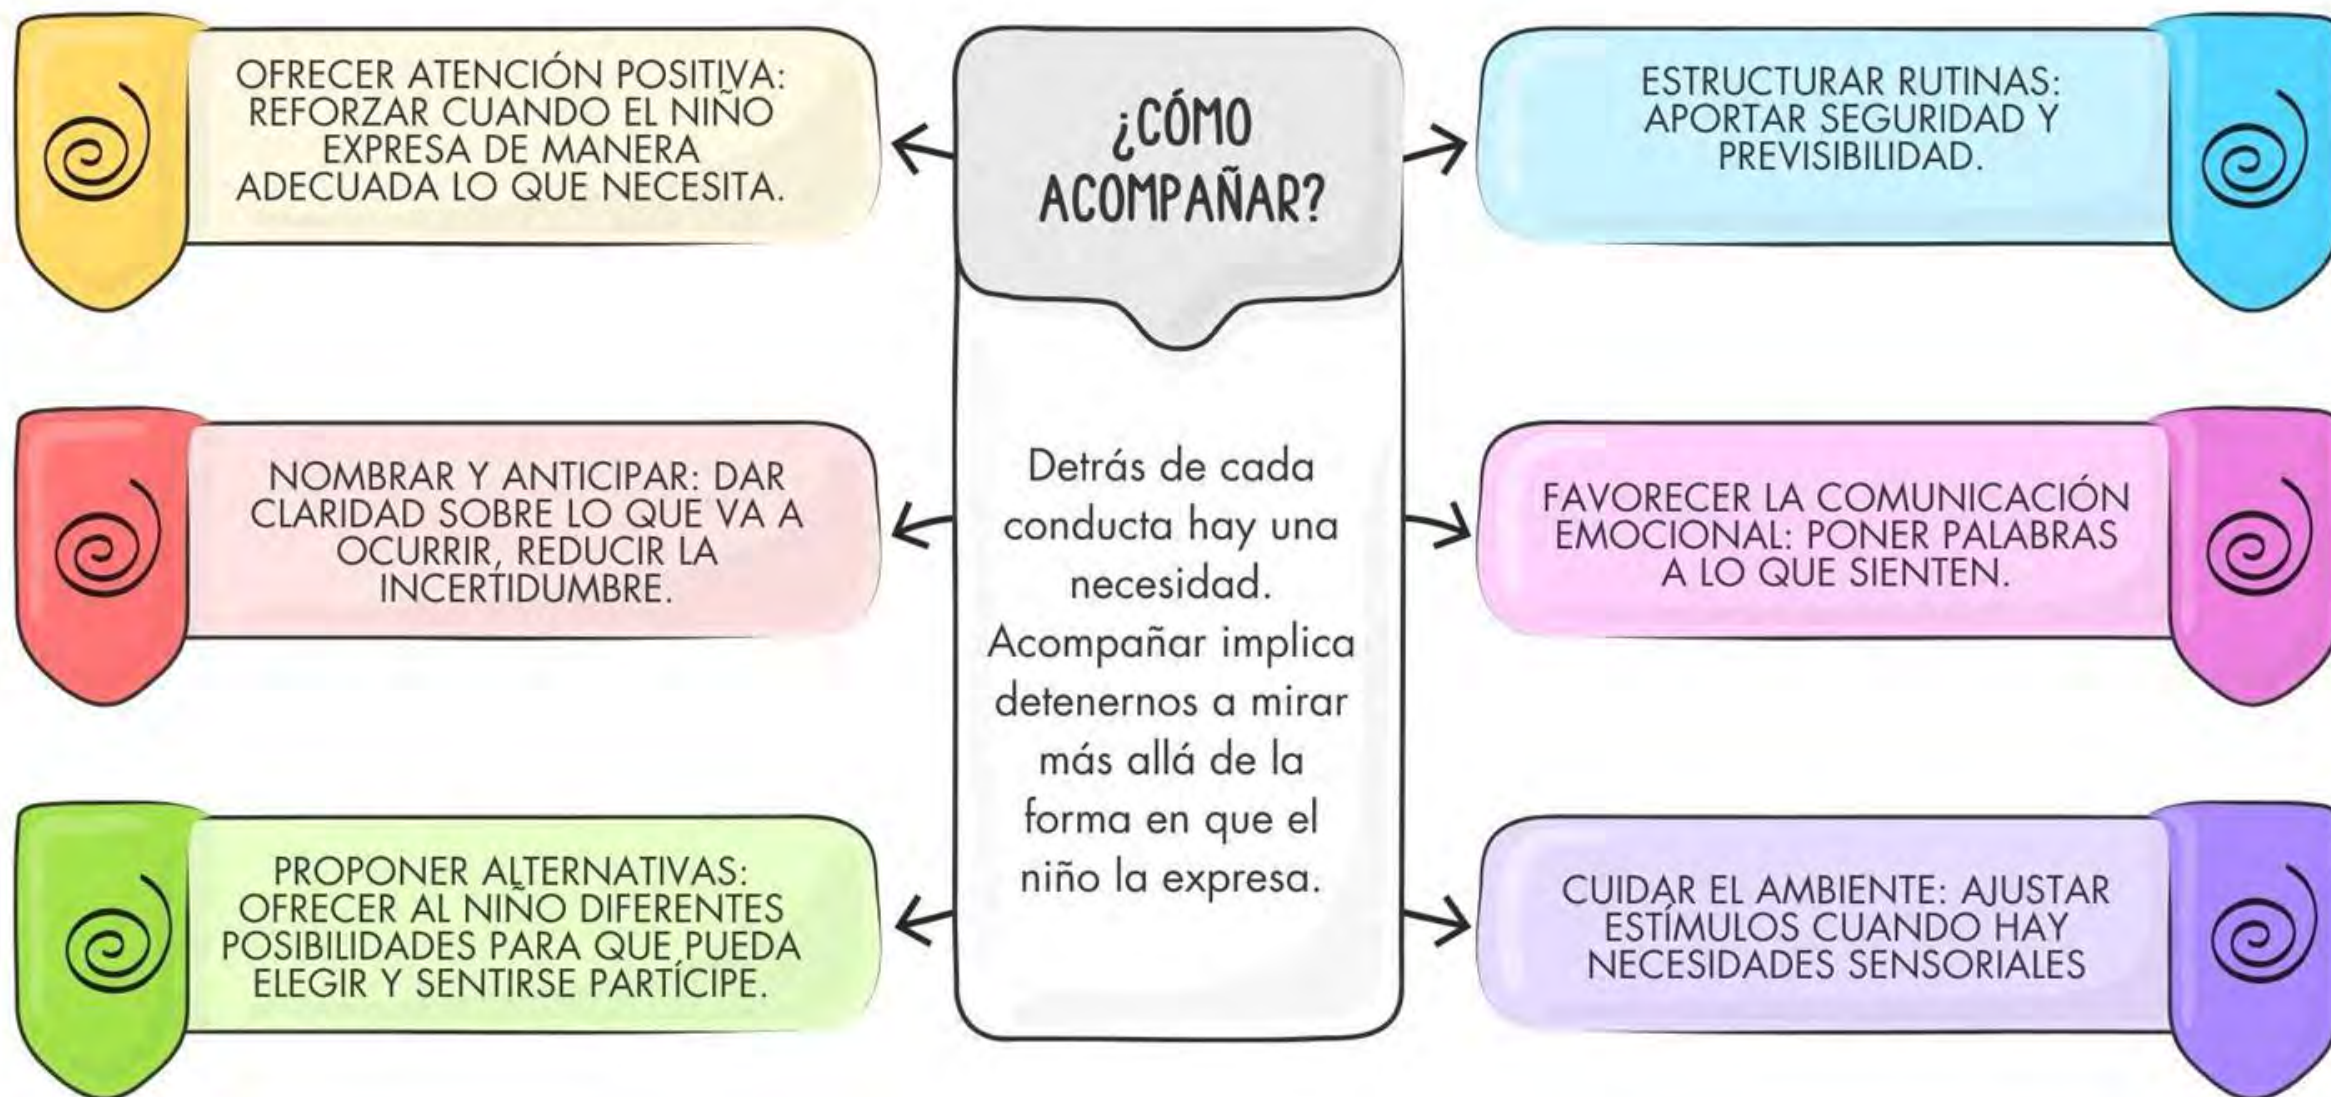 ¿CÓMO
ACOMPAÑAR?
Detrás de cada
conducta hay una
necesidad.
Acompañar implica
detenernos a mirar
más allá de la
forma en que el
niño la expresa.
OFRECER ATENCIÓN POSITIVA:
REFORZAR CUANDO EL NIÑO
EXPRESA DE MANERA
ADECUADA LO QUE NECESITA.
NOMBRAR Y ANTICIPAR: DAR
CLARIDAD SOBRE LO QUE VA A
OCURRIR, REDUCIR LA
INCERTIDUMBRE.
PROPONER ALTERNATIVAS:
OFRECER AL NIÑO DIFERENTES
POSIBILIDADES PARA QUE PUEDA
ELEGIR Y SENTIRSE PARTÍCIPE.
ESTRUCTURAR RUTINAS:
APORTAR SEGURIDAD Y
PREVISIBILIDAD.
FAVORECER LA COMUNICACIÓN
EMOCIONAL: PONER PALABRAS
A LO QUE SIENTEN.
CUIDAR EL AMBIENTE: AJUSTAR
ESTÍMULOS CUANDO HAY
NECESIDADES SENSORIALES